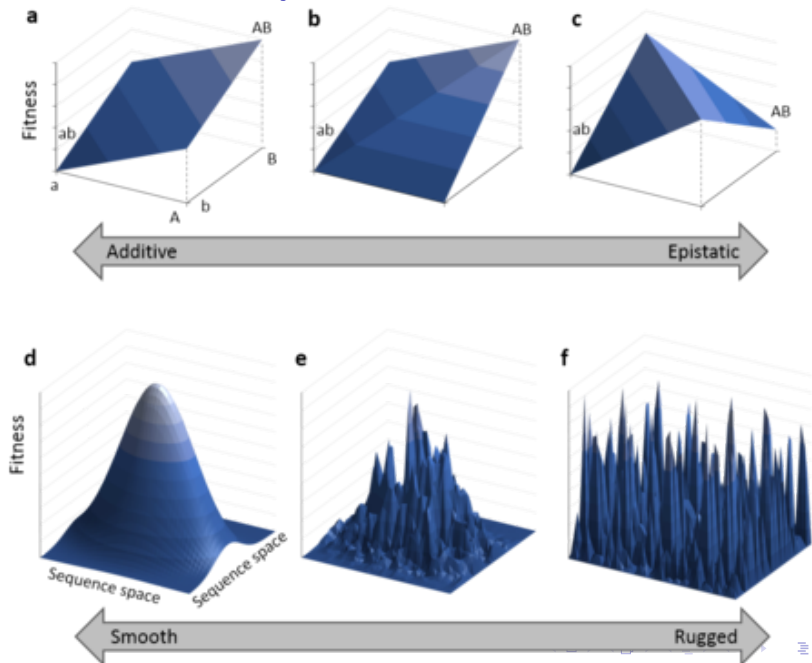 a
b
c
Fitness
ab
a
A
b
B
AB
ab
AB
ab
AB
Additive
Epistatic
d
e
f
Fitness
Sequence space
Sequence space
Smooth
Rugged